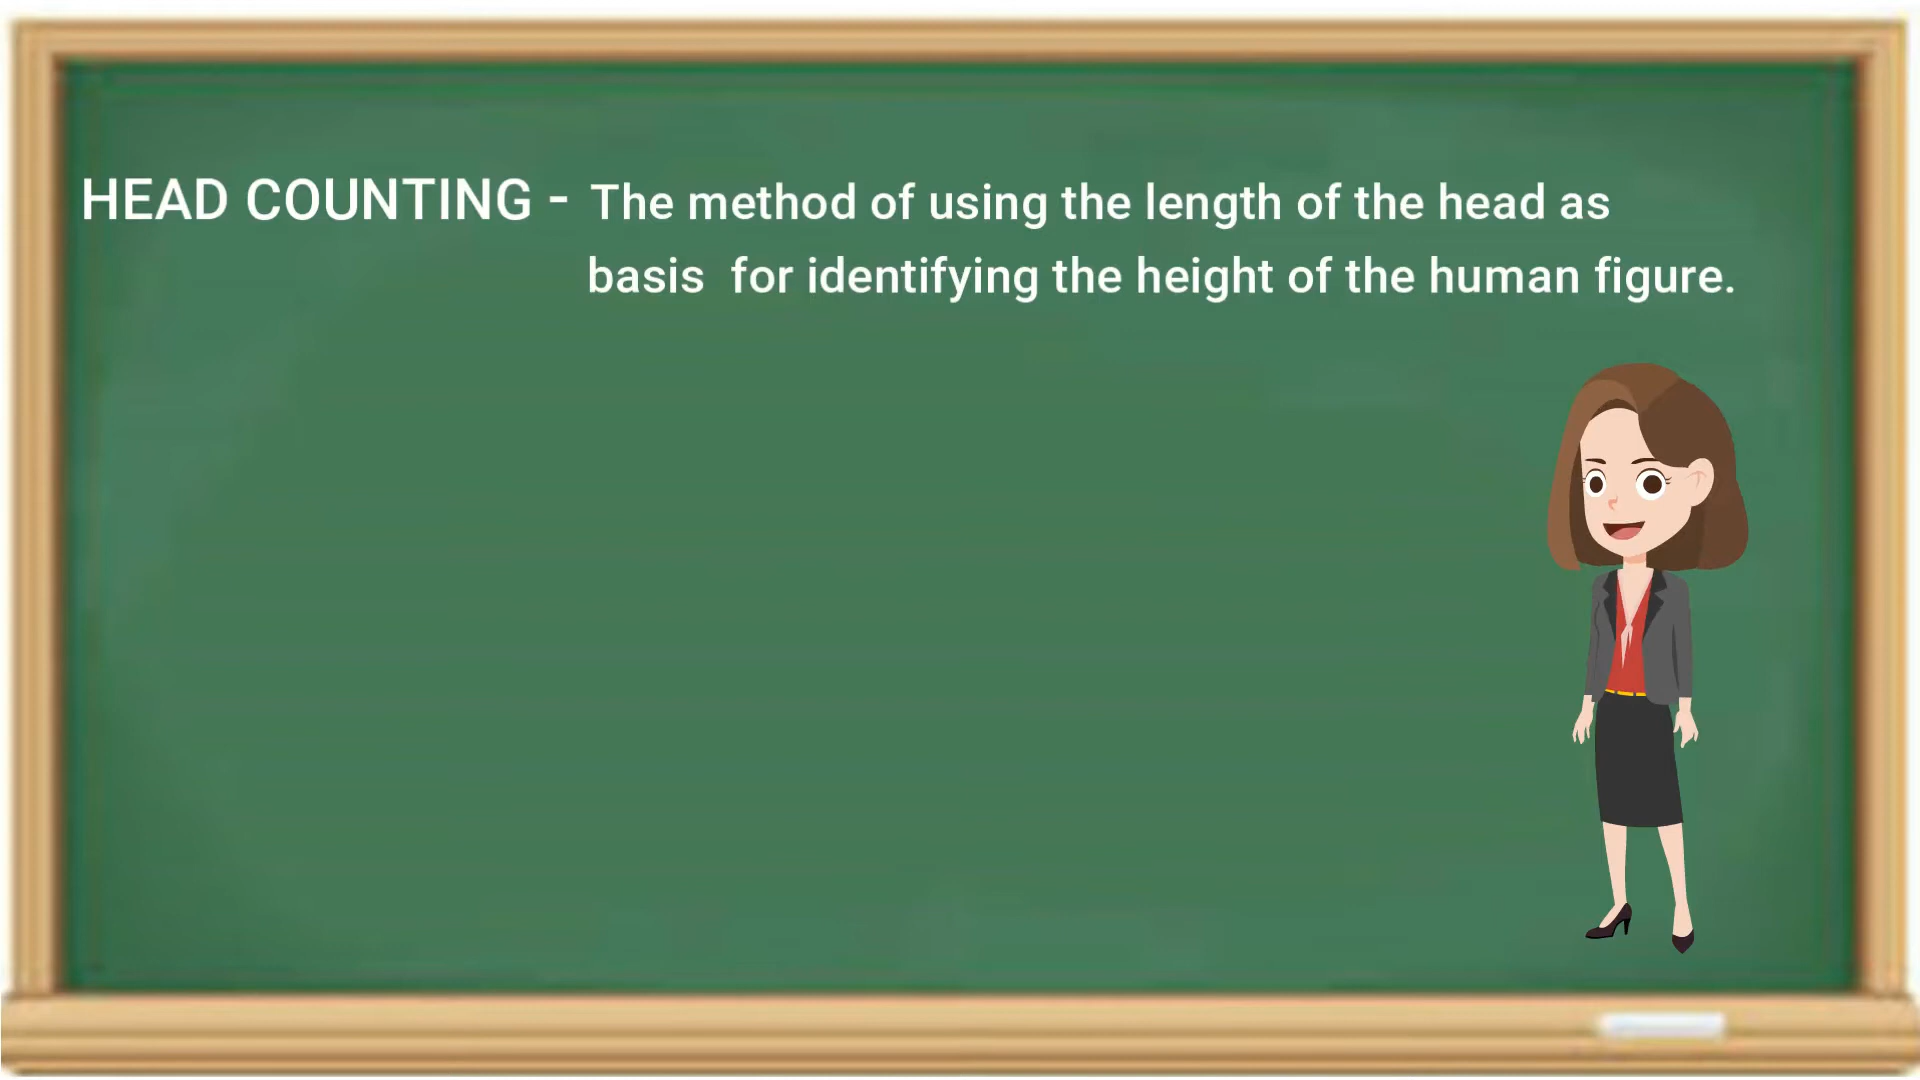 HEAD COUNTING - The method of using the length of the head as
basis for identifying the height of the human figure.